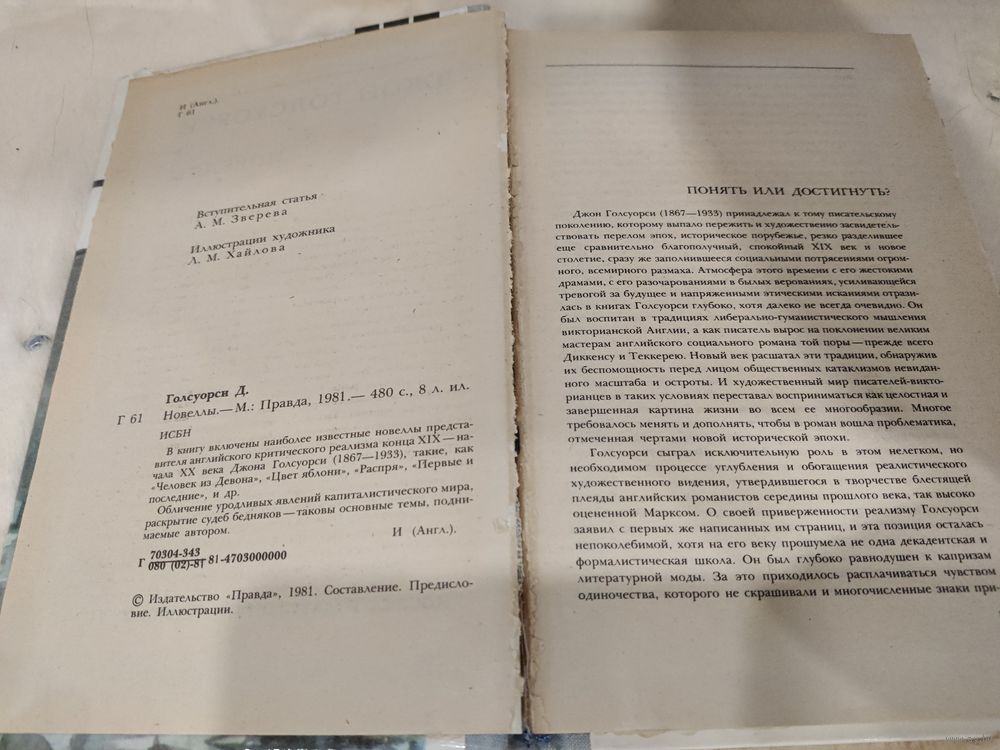 И (Англ).
Г 61
Вступительная статья
А. М. Зверева
Иллюстрации художника
А. М. Хайлова
Голсуорси Д.
Г 61 Новеллы.— М.: Правда, 1981.— 480 с., 8 л. ил.
ИСБН
В книгу включены наиболее известные новеллы предста-
вителя английского критического реализма конца XIX — на-
чала XX века Джона Голсуорси (1867—1933), такие, как
«Человек из Девона», «Цвет яблони», «Распря», «Первые и
последние», и др.
Обличение уродливых явлений капиталистического мира,
раскрытие судеб бедняков — таковы основные темы, подни-
маемые автором.
И (Англ.).
Г 70304-343
080 (02)-81 81-4703000000
© Издательство «Правда», 1981. Составление. Предисло-
вие. Иллюстрации.
ПОНЯТЬ ИЛИ ДОСТИГНУТЬ?
Джон Голсуорси (1867—1933) принадлежал к тому писательскому
поколению, которому выпало пережить и художественно засвидетель-
ствовать перелом эпох, историческое порубежье, резко разделившее
еще сравнительно благополучный, спокойный XIX век и новое
столетие, сразу же заполнившееся социальными потрясениями огром-
ного, всемирного размаха. Атмосфера этого времени с его жестокими
драмами, с его разочарованиями в былых верованиях, усиливающейся
тревогой за будущее и напряженными этическими исканиями отрази-
лась в книгах Голсуорси глубоко, хотя далеко не всегда очевидно. Он
был воспитан в традициях либерально-гуманистического мышления
викторианской Англии, а как писатель вырос на поклонении великим
мастерам английского социального романа той поры — прежде всего
Диккенсу и Теккерею. Новый век расшатал эти традиции, обнаружив
их беспомощность перед лицом общественных катаклизмов невидан-
ного масштаба и остроты. И художественный мир писателей-викто-
рианцев в таких условиях переставал восприниматься как целостная и
завершенная картина жизни во всем ее многообразии. Многое
требовалось менять и дополнять, чтобы в роман вошла проблематика,
отмеченная чертами новой исторической эпохи.
Голсуорси сыграл исключительную роль в этом нелегком, но
необходимом процессе углубления и обогащения реалистического
художественного видения, утвердившегося в творчестве блестящей
плеяды английских романистов середины прошлого века, так высоко
оцененной Марксом. О своей приверженности реализму Голсуорси
заявил с первых же написанных им страниц, и эта позиция осталась
непоколебимой, хотя на его веку прошумела не одна декадентская и
формалистическая школа. Он был глубоко равнодушен к капризам
литературной моды. За это приходилось расплачиваться чувством
одиночества, которого не скрашивали и многочисленные знаки при-